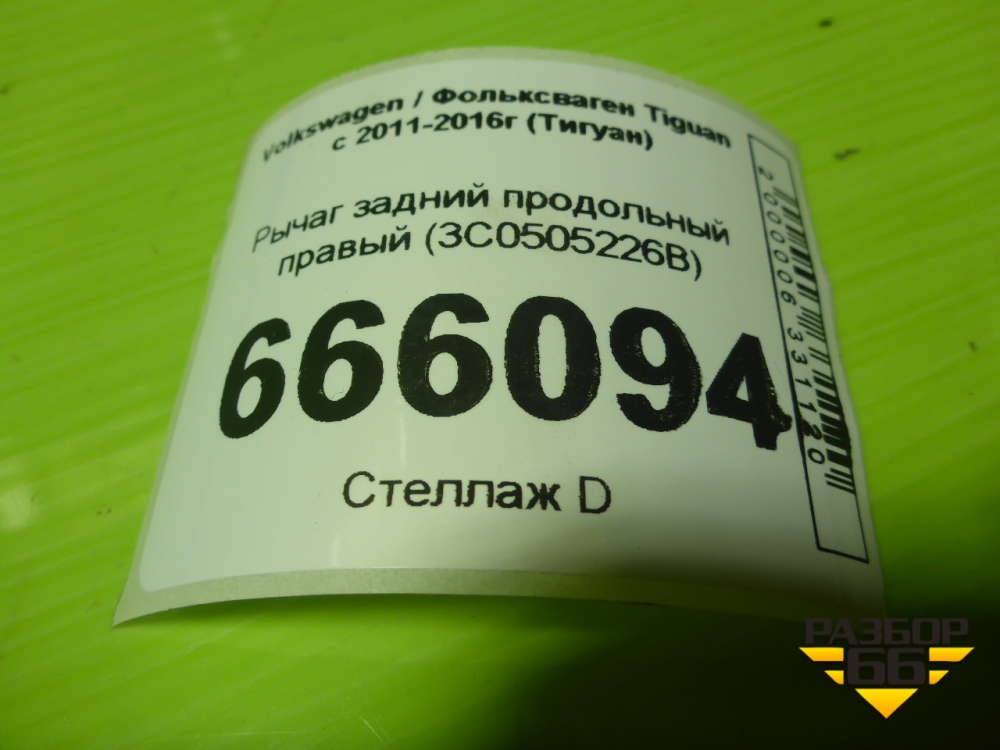 Volkswagen / Фольксваген Tiguan
с 2011-2016г (Тигуан)
Рычаг задний продольный
правый (3C0505226B)
666094
Стеллаж D
2000006331120
РАЗБОР
66